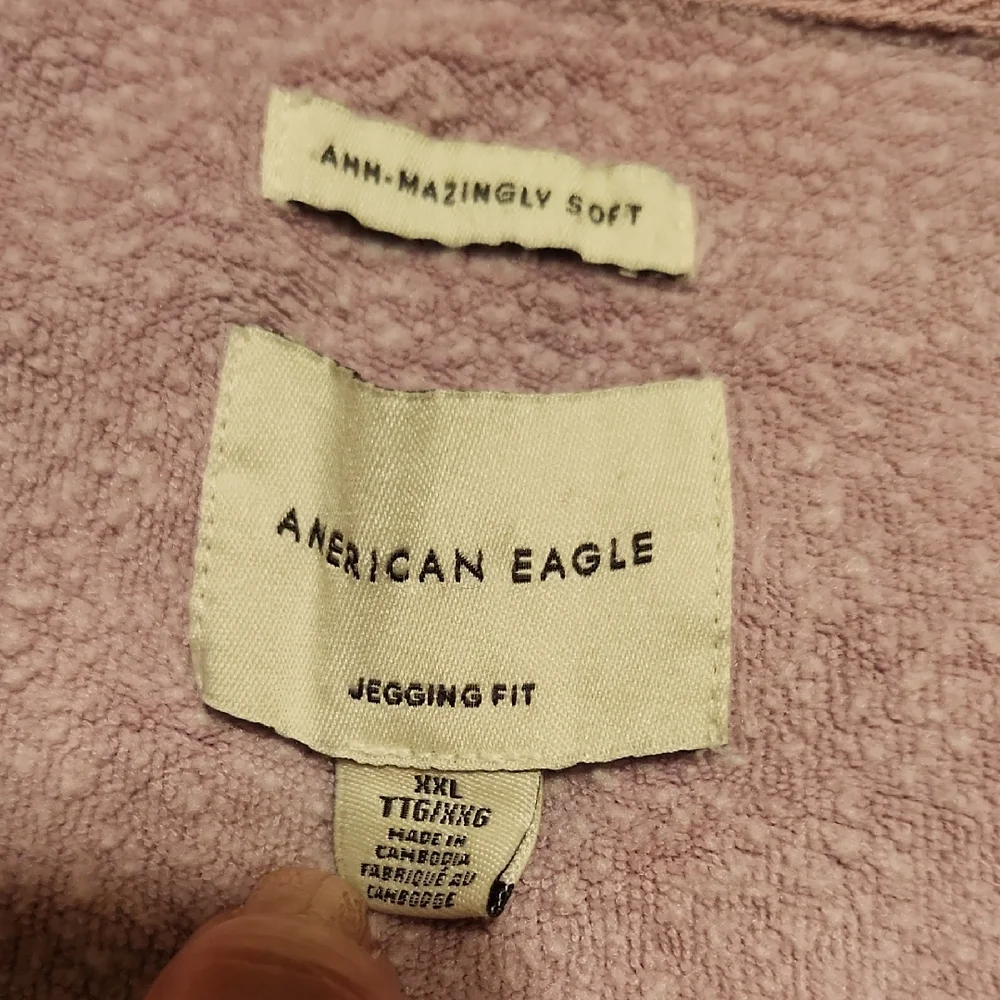 AHH-MAZINGLY SOFT
AMERICAN EAGLE
JEGGING FIT
XXL
TTG/XXG
MADE IN
CAMBODIA
FABRIQUÉ AU
CAMBODGE